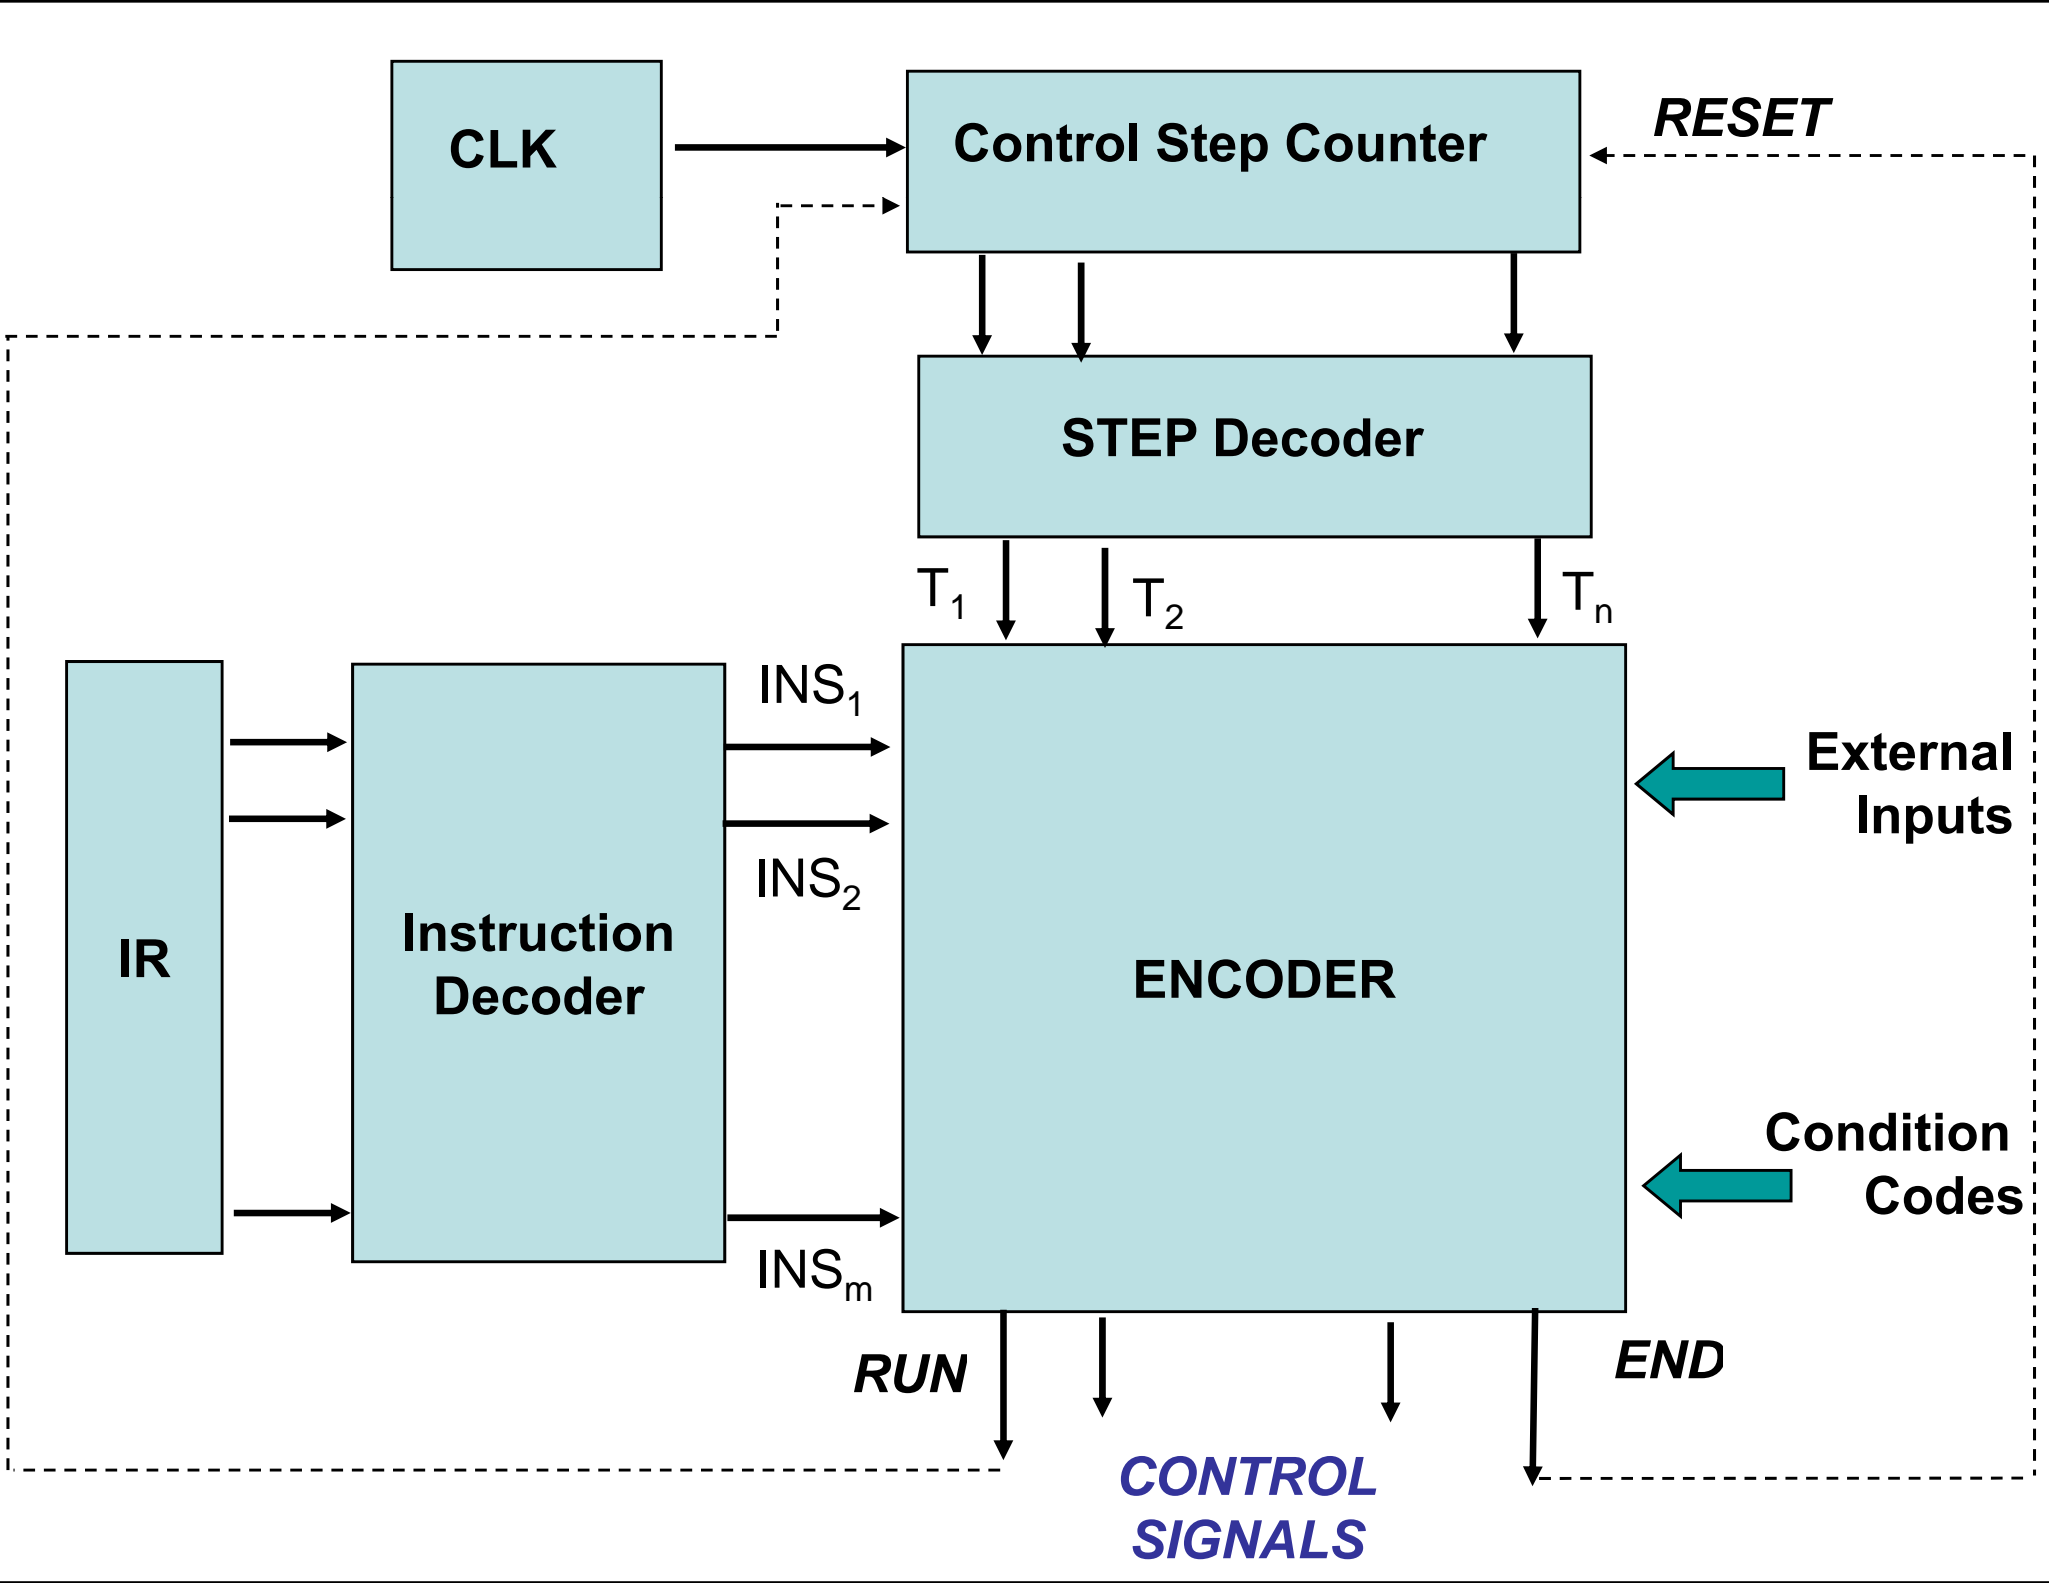 CLK
Control Step Counter
RESET
STEP Decoder
T1
T2
Tn
IR
Instruction
Decoder
INS1
INS2
INSm
ENCODER
External
Inputs
Condition
Codes
RUN
END
CONTROL
SIGNALS